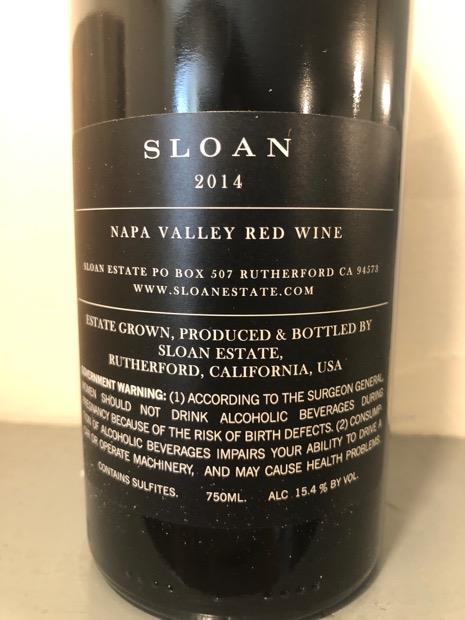 SLOAN
2014
NAPA VALLEY RED WINE
SLOAN ESTATE PO BOX 507 RUTHERFORD CA 94573
WWW.SLOANESTATE.COM
ESTATE GROWN, PRODUCED & BOTTLED BY
SLOAN ESTATE,
RUTHERFORD, CALIFORNIA, USA
GOVERNMENT WARNING: (1) ACCORDING TO THE SURGEON GENERAL,
WOMEN SHOULD NOT DRINK ALCOHOLIC BEVERAGES DURING
PREGNANCY BECAUSE OF THE RISK OF BIRTH DEFECTS. (2) CONSUMP-
TION OF ALCOHOLIC BEVERAGES IMPAIRS YOUR ABILITY TO DRIVE A
CAR OR OPERATE MACHINERY, AND MAY CAUSE HEALTH PROBLEMS.
CONTAINS SULFITES. 750ML. ALC 15.4 % BY VOL.